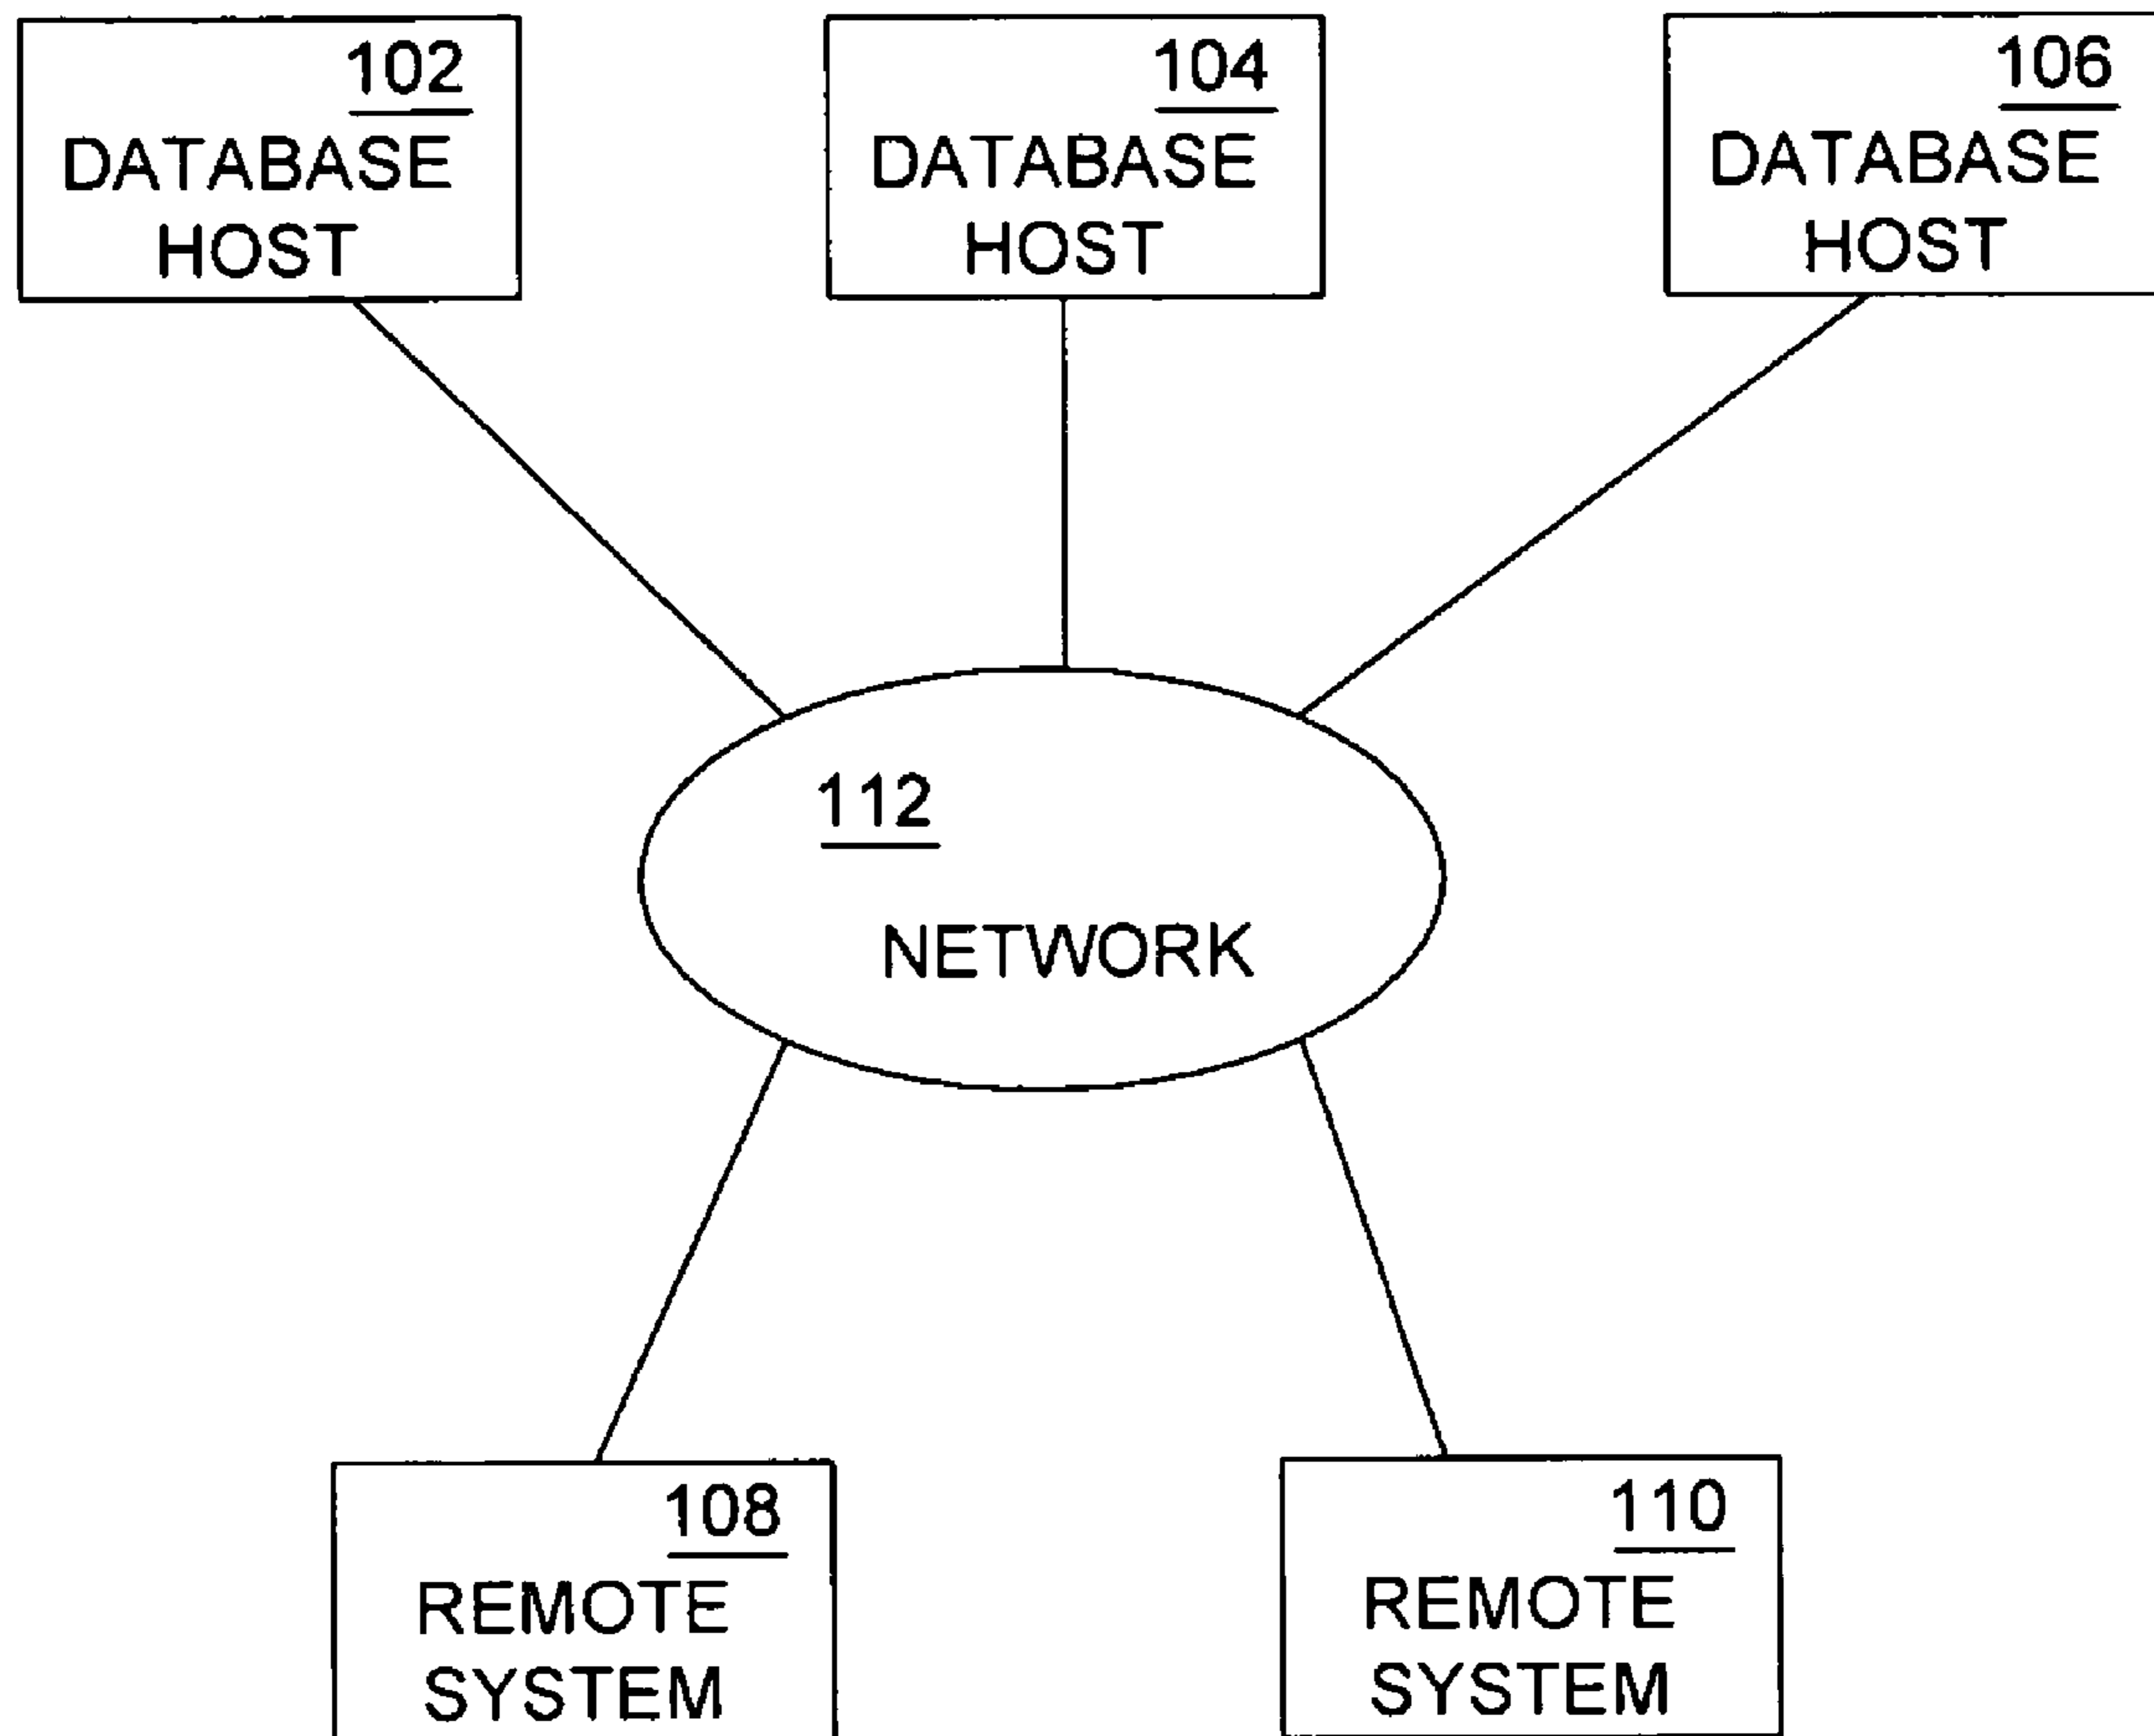 102
DATABASE
HOST
104
DATABASE
HOST
106
DATABASE
HOST
112
NETWORK
108
REMOTE
SYSTEM
110
REMOTE
SYSTEM